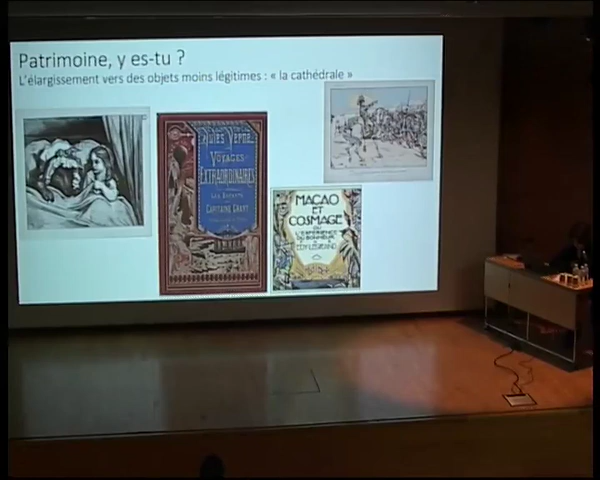 Patrimoine, y es-tu ?
L'élargissement vers des objets moins légitimes : « la cathédrale »
JULES VERNE
VOYAGES
EXTRAORDINAIRES
LES ENFANTS
CAPITAINE GRANT
MACAO
ET
COSMAGE
OU
L'EXPÉRIENCE
DU BONHEUR
EDY LEGRAND